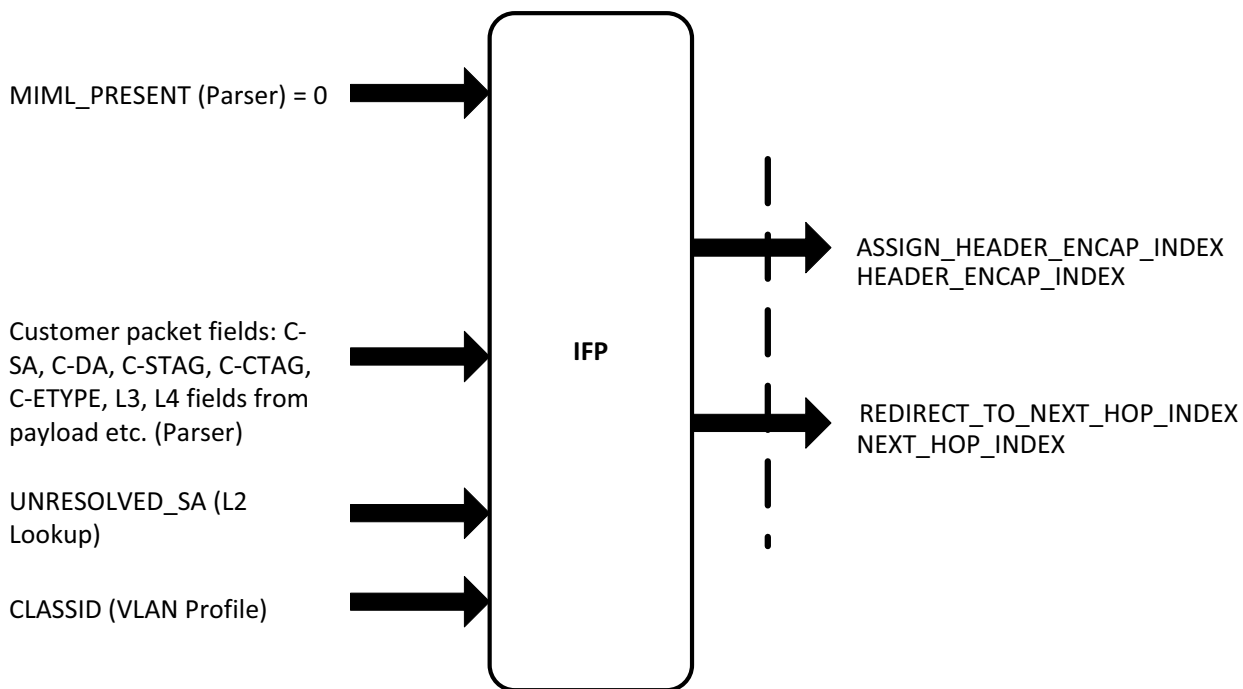 MIML_PRESENT (Parser) = 0
Customer packet fields: C-
SA, C-DA, C-STAG, C-CTAG,
C-ETYPE, L3, L4 fields from
payload etc. (Parser)
UNRESOLVED_SA (L2
Lookup)
CLASSID (VLAN Profile)
IFP
ASSIGN_HEADER_ENCAP_INDEX
HEADER_ENCAP_INDEX
REDIRECT_TO_NEXT_HOP_INDEX
NEXT_HOP_INDEX